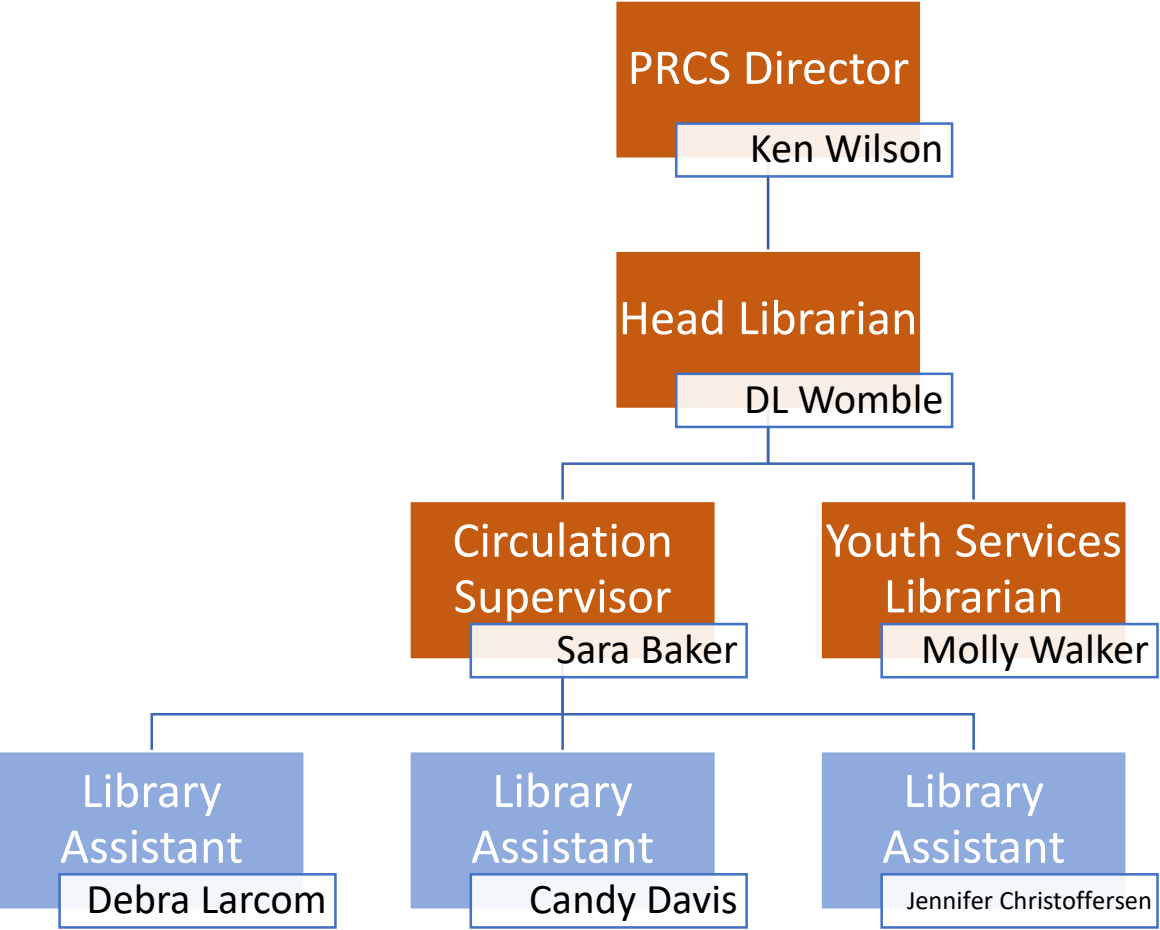 PRCS Director
Ken Wilson
Head Librarian
DL Womble
Circulation
Supervisor
Sara Baker
Youth Services
Librarian
Molly Walker
Library
Assistant
Debra Larcom
Library
Assistant
Candy Davis
Library
Assistant
Jennifer Christoffersen